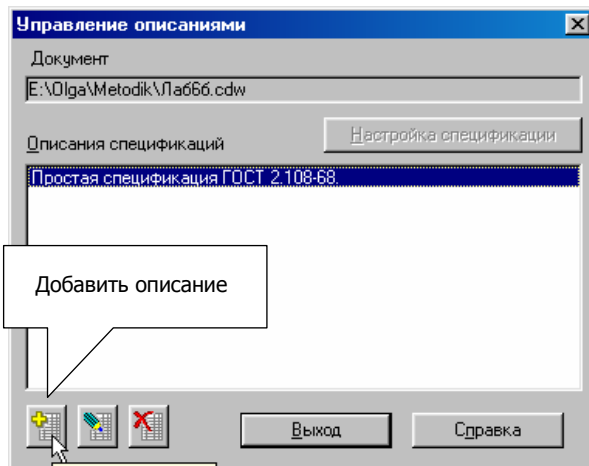 Управление описаниями
Документ
E:\Olga\Metodik\Лаб6б.cdw
Описания спецификаций
Настройка спецификации
Простая спецификация ГОСТ 2.108-68.
Добавить описание
Выход
Справка